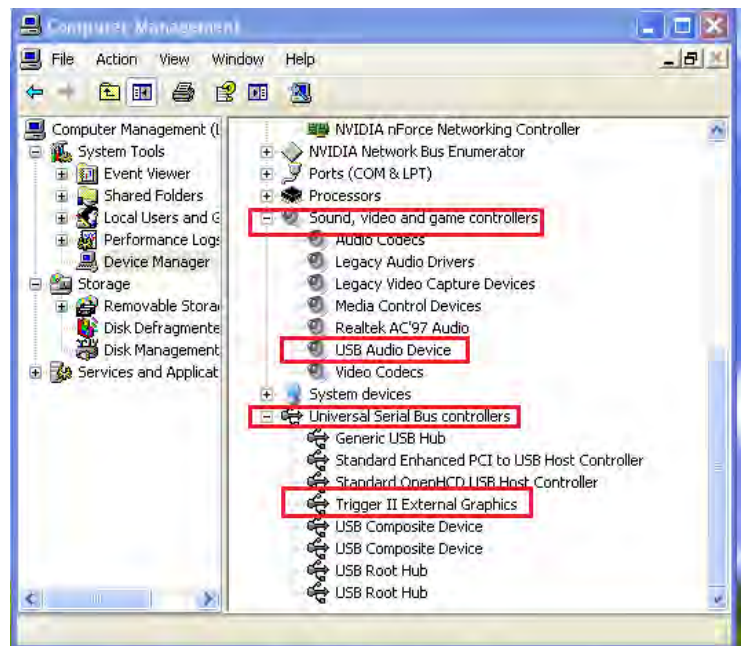 Computer Management
File Action View Window Help
Computer Management (L
System Tools
Event Viewer
Shared Folders
Local Users and G
Performance Logs
Device Manager
Storage
Removable Stora
Disk Defragmente
Disk Management
Services and Applicat
NVIDIA nForce Networking Controller
NVIDIA Network Bus Enumerator
Ports (COM & LPT)
Processors
Sound, video and game controllers
Audio Codecs
Legacy Audio Drivers
Legacy Video Capture Devices
Media Control Devices
Realtek AC'97 Audio
USB Audio Device
Video Codecs
System devices
Universal Serial Bus controllers
Generic USB Hub
Standard Enhanced PCI to USB Host Controller
Standard OpenHCD USB Host Controller
Trigger II External Graphics
USB Composite Device
USB Composite Device
USB Root Hub
USB Root Hub